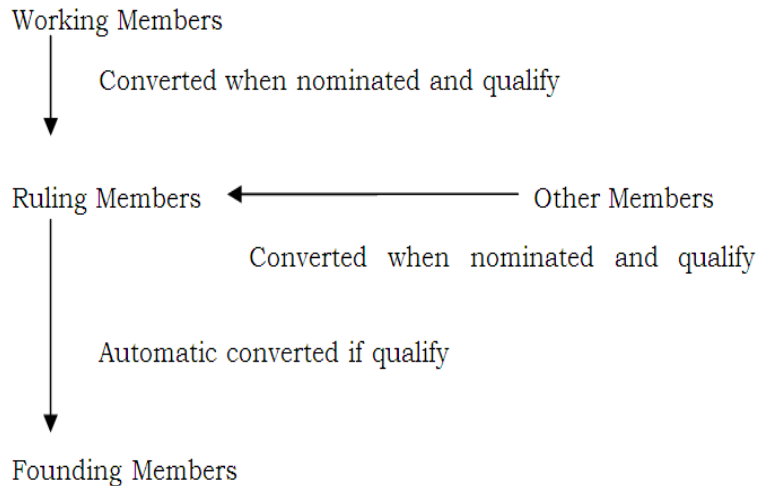 Working Members
Converted when nominated and qualify
Ruling Members
Other Members
Converted when nominated and qualify
Automatic converted if qualify
Founding Members